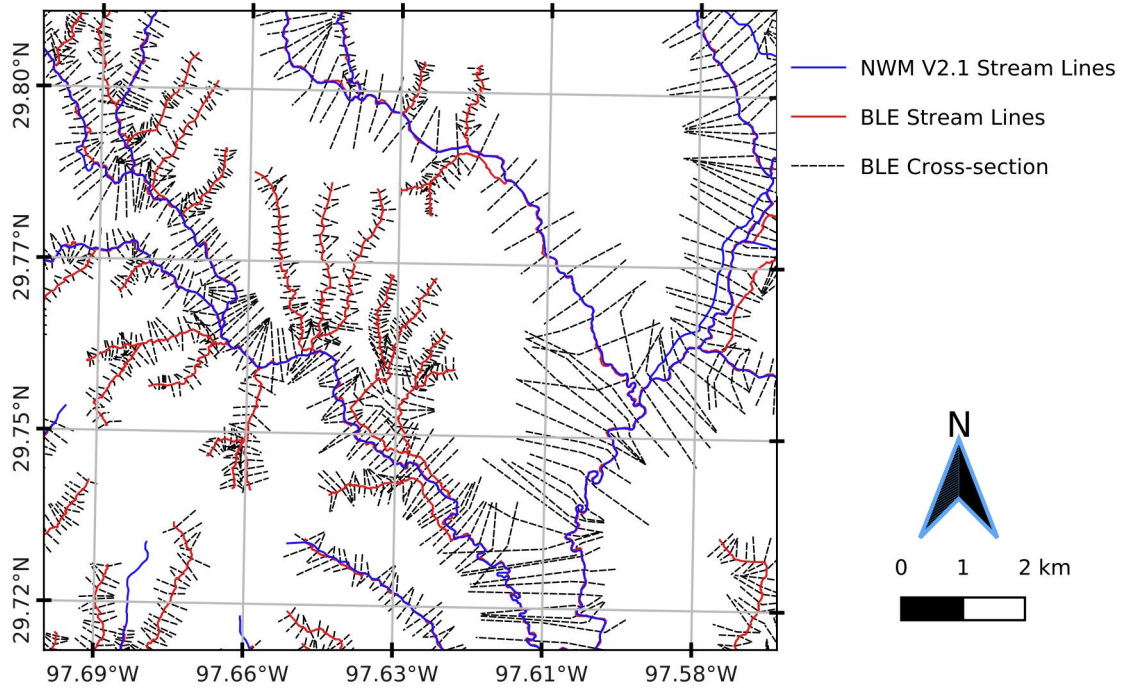 29.80°N
29.77°N
29.75°N
29.72°N
97.69°W 97.66°W 97.63°W 97.61°W 97.58°W
NWM V2.1 Stream Lines
BLE Stream Lines
BLE Cross-section
N
0 1 2 km